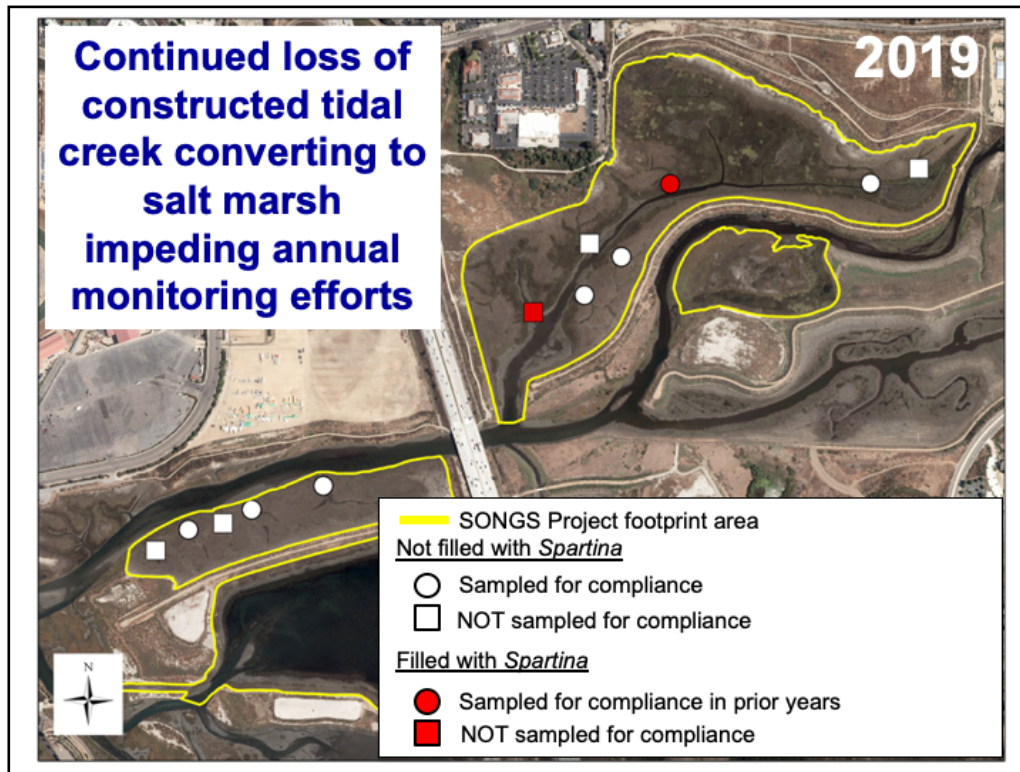 Continued loss of
constructed tidal
creek converting to
salt marsh
impeding annual
monitoring efforts
2019
SONGS Project footprint area
Not filled with Spartina
Sampled for compliance
NOT sampled for compliance
Filled with Spartina
Sampled for compliance in prior years
NOT sampled for compliance
N